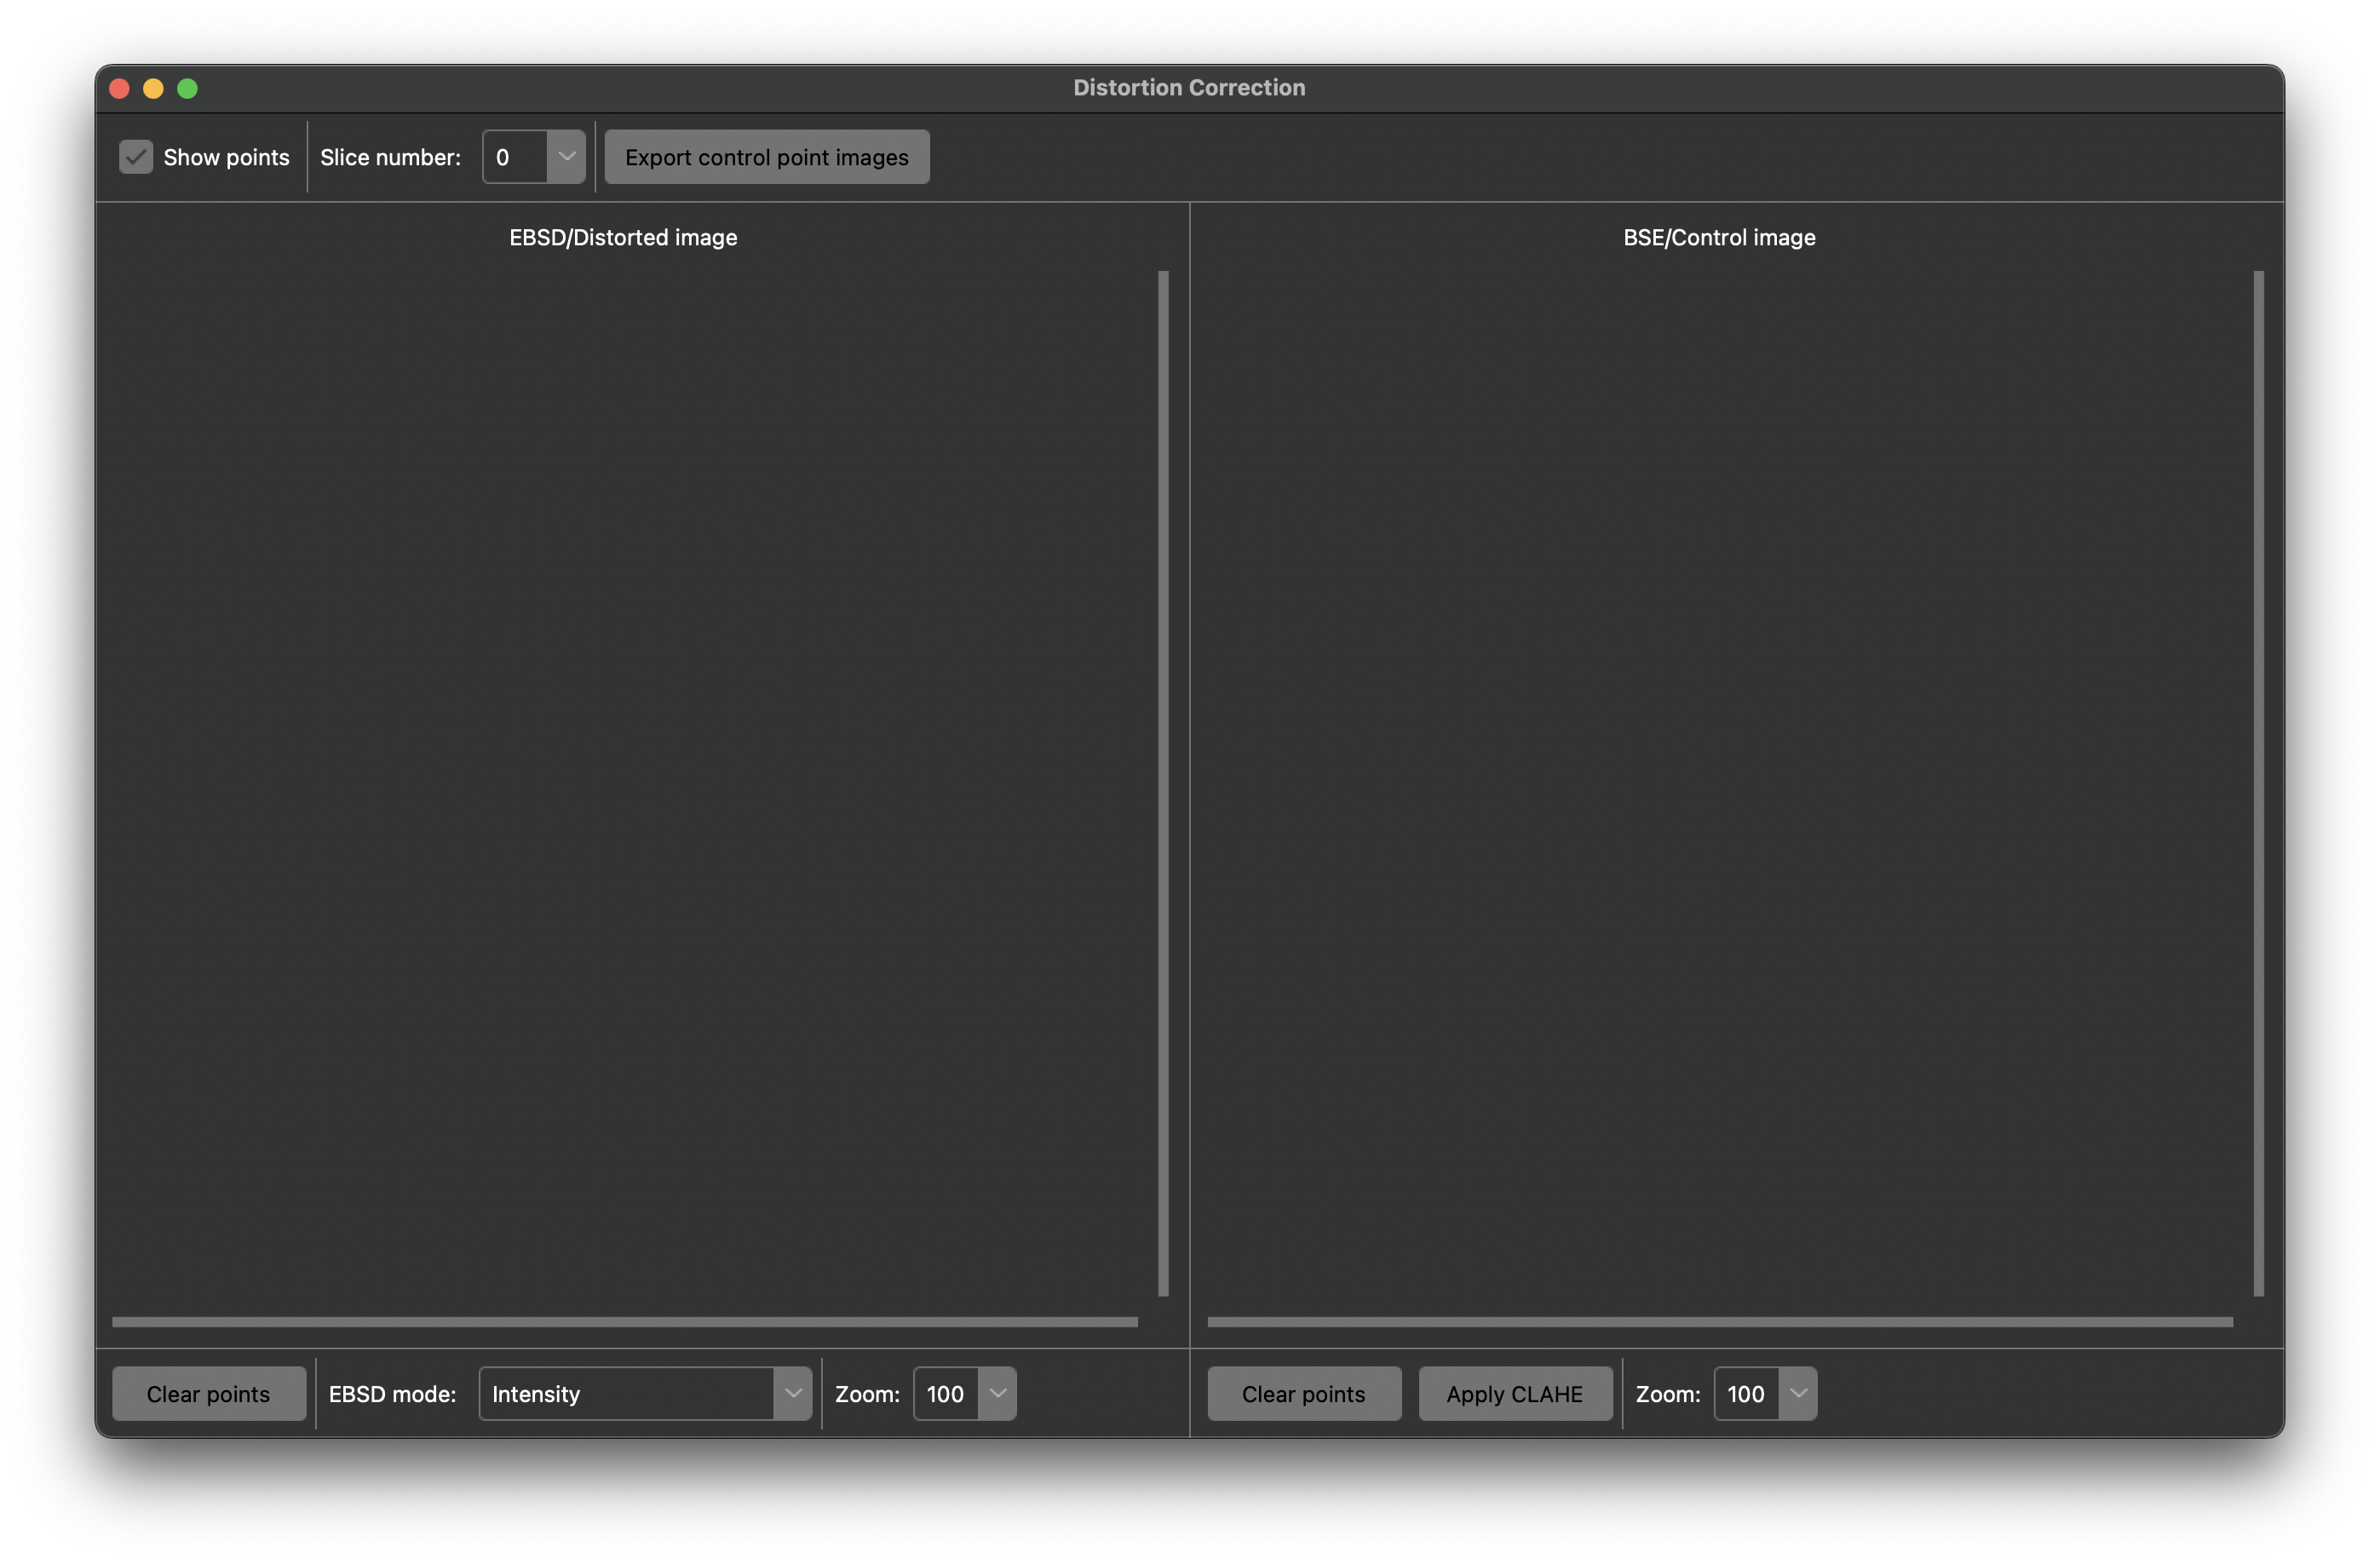 Distortion Correction
Show points Slice number: 0 Export control point images
EBSD/Distorted image BSE/Control image
Clear points EBSD mode: Intensity Zoom: 100 Clear points Apply CLAHE Zoom: 100